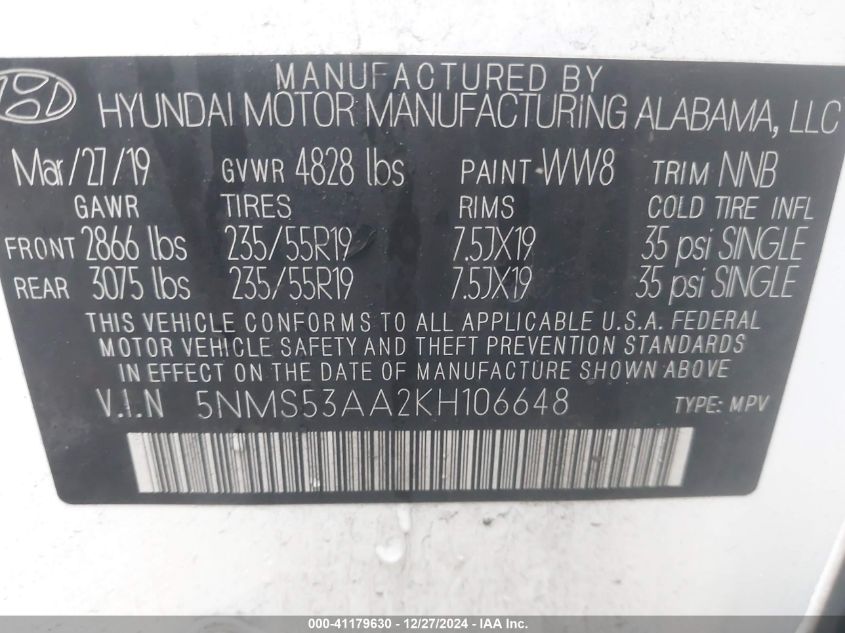 MANUFACTURED BY
HYUNDAI MOTOR MANUFACTURING ALABAMA, LLC
Mar/27/19 GVWR 4828 lbs PAINT WW8 TRIM NNB
GAWR TIRES RIMS COLD TIRE INFL
FRONT 2866 lbs 235/55R19 7.5JX19 35 psi SINGLE
REAR 3075 lbs 235/55R19 7.5JX19 35 psi SINGLE
THIS VEHICLE CONFORMS TO ALL APPLICABLE U.S.A. FEDERAL
MOTOR VEHICLE SAFETY AND THEFT PREVENTION STANDARDS
IN EFFECT ON THE DATE OF MANUFACTURE SHOWN ABOVE
V.I.N 5NMS53AA2KH106648 TYPE: MPV
000-41179630 - 12/27/2024 - IAA Inc.